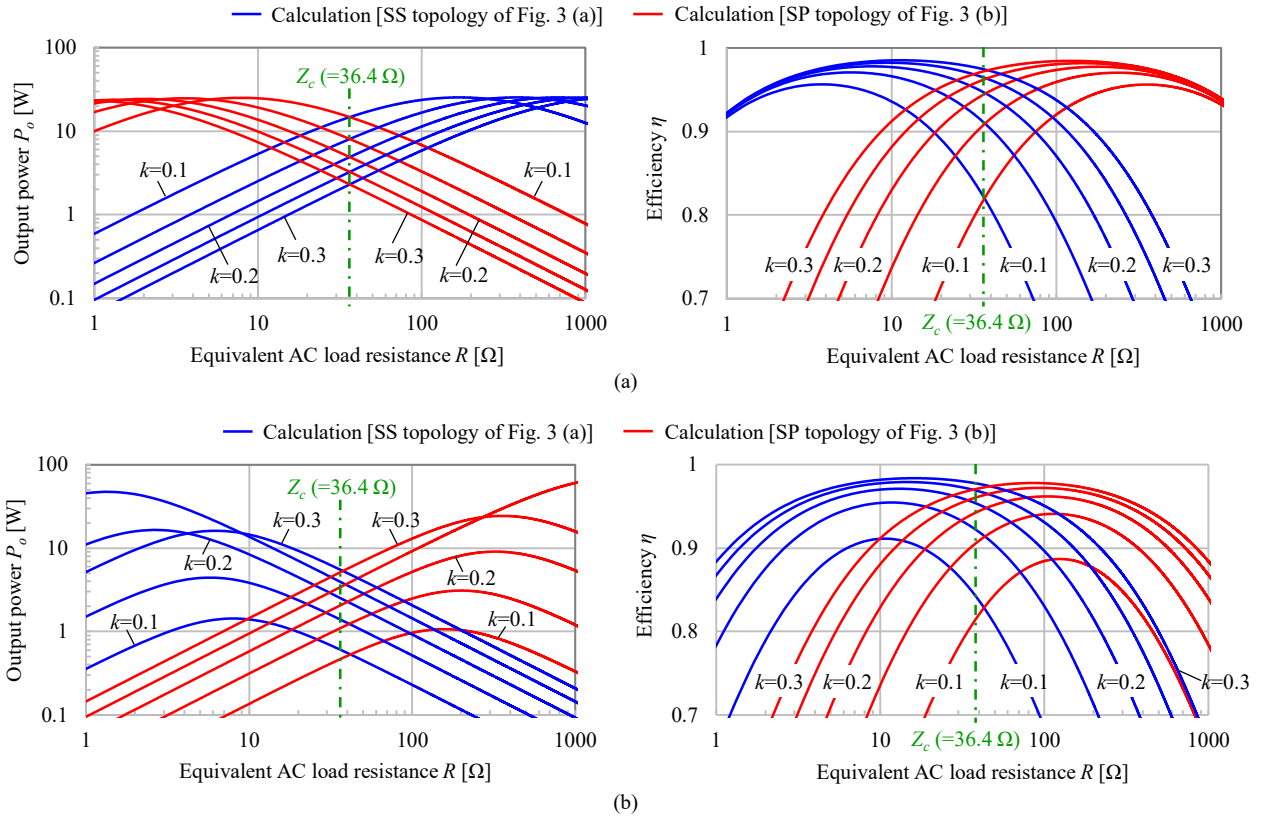 Calculation [SS topology of Fig. 3 (a)] Calculation [SP topology of Fig. 3 (b)]
Output power Pₒ [W]
100
10
1
0.1
Z_c (=36.4 Ω)
k=0.1
k=0.2
k=0.3
k=0.3
k=0.2
k=0.1
1 10 100 1000
Equivalent AC load resistance R [Ω]
Efficiency η
1
0.9
0.8
0.7
k=0.3 k=0.2 k=0.1 k=0.1 k=0.2 k=0.3
Z_c (=36.4 Ω)
1 10 100 1000
Equivalent AC load resistance R [Ω]
(a)
Calculation [SS topology of Fig. 3 (a)] Calculation [SP topology of Fig. 3 (b)]
Output power Pₒ [W]
100
10
1
0.1
Z_c (=36.4 Ω)
k=0.3
k=0.3
k=0.2
k=0.2
k=0.1
k=0.1
1 10 100 1000
Equivalent AC load resistance R [Ω]
Efficiency η
1
0.9
0.8
0.7
k=0.3 k=0.2 k=0.1 k=0.1 k=0.2 k=0.3
1 10 100 1000
Z_c (=36.4 Ω)
Equivalent AC load resistance R [Ω]
(b)